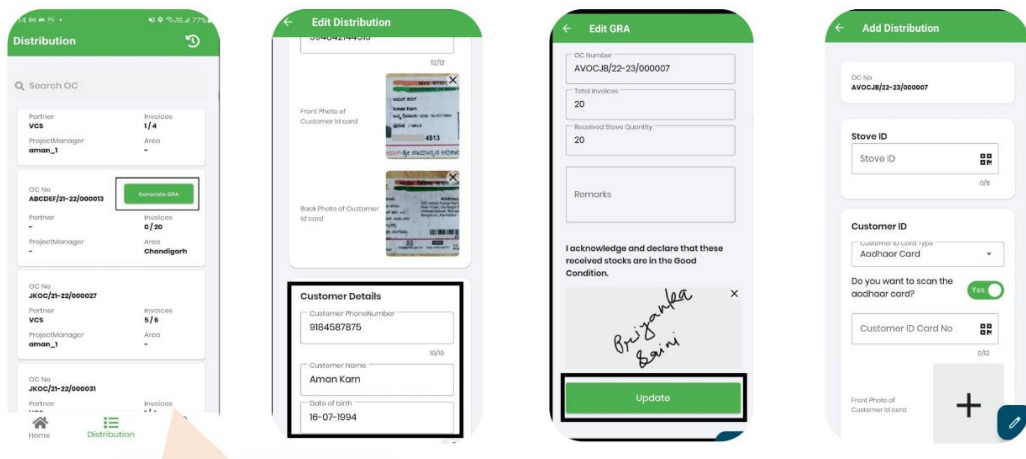 Distribution
Search OC
Partner
VCS
Invoices
1/4
ProjectManager
aman_1
Area
-
OC No
ABCDEF/21-22/000013
Generate GRA
Partner
-
Invoices
0/20
ProjectManager
-
Area
Chandigarh
OC No
JKOC/21-22/000027
Partner
VCS
Invoices
5/6
ProjectManager
aman_1
Area
-
OC No
JKOC/21-22/000031
Partner
Invoices
Home
Distribution
Edit Distribution
12/12
Front Photo of
Customer Id card
Aman Karn
4513
Back Photo of Customer
Id card
Customer Details
Customer PhoneNumber
9184587875
10/10
Customer Name
Aman Karn
Date of birth
16-07-1994
Edit GRA
OC Number
AVOCJB/22-23/000007
Total Invoices
20
Received Stove Quantity
20
Remarks
I acknowledge and declare that these
received stocks are in the Good
Condition.
Priyanka
Saini
Update
Add Distribution
OC No
AVOCJB/22-23/000007
Stove ID
Stove ID
0/8
Customer ID
Customer ID Card Type
Aadhaar Card
Do you want to scan the
aadhaar card?
Yes
Customer ID Card No
0/12
Front Photo of
Customer Id card